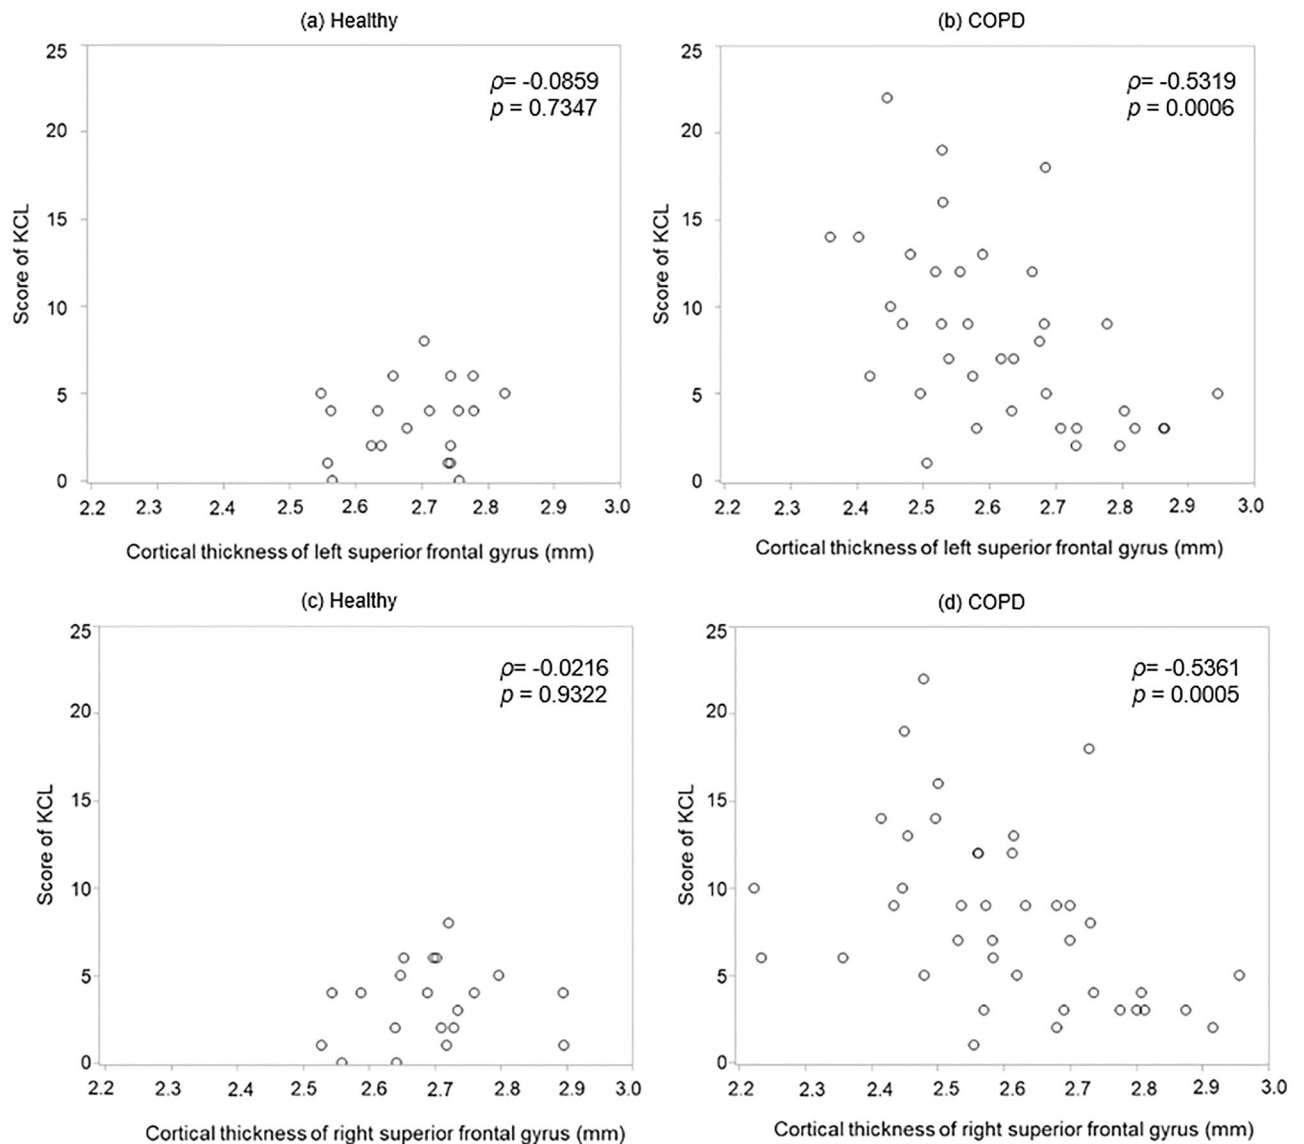 (a) Healthy
ρ= -0.0859
p = 0.7347
Score of KCL
25
20
15
10
5
0
2.2 2.3 2.4 2.5 2.6 2.7 2.8 2.9 3.0
Cortical thickness of left superior frontal gyrus (mm)
(b) COPD
ρ= -0.5319
p = 0.0006
Score of KCL
25
20
15
10
5
0
2.2 2.3 2.4 2.5 2.6 2.7 2.8 2.9 3.0
Cortical thickness of left superior frontal gyrus (mm)
(c) Healthy
ρ= -0.0216
p = 0.9322
Score of KCL
25
20
15
10
5
0
2.2 2.3 2.4 2.5 2.6 2.7 2.8 2.9 3.0
Cortical thickness of right superior frontal gyrus (mm)
(d) COPD
ρ= -0.5361
p = 0.0005
Score of KCL
25
20
15
10
5
0
2.2 2.3 2.4 2.5 2.6 2.7 2.8 2.9 3.0
Cortical thickness of right superior frontal gyrus (mm)